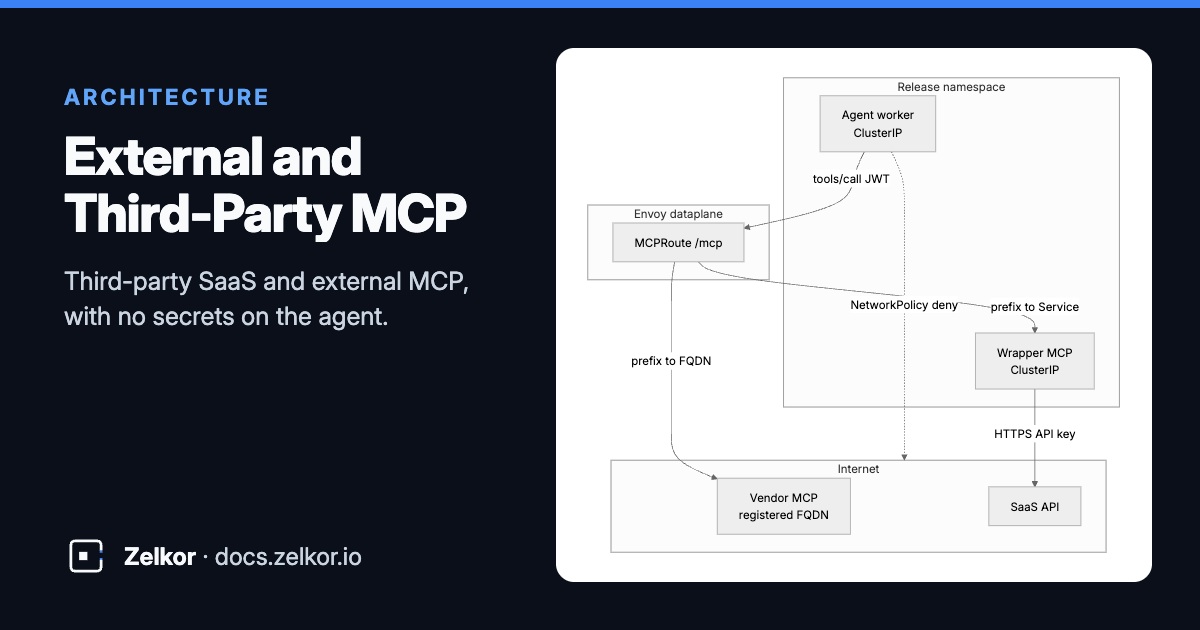 ARCHITECTURE
External and
Third-Party MCP
Third-party SaaS and external MCP,
with no secrets on the agent.
Zelkor · docs.zelkor.io
Release namespace
Agent worker
ClusterIP
tools/call JWT
Envoy dataplane
MCPRoute /mcp
NetworkPolicy deny
prefix to Service
prefix to FQDN
Wrapper MCP
ClusterIP
HTTPS API key
Internet
Vendor MCP
registered FQDN
SaaS API